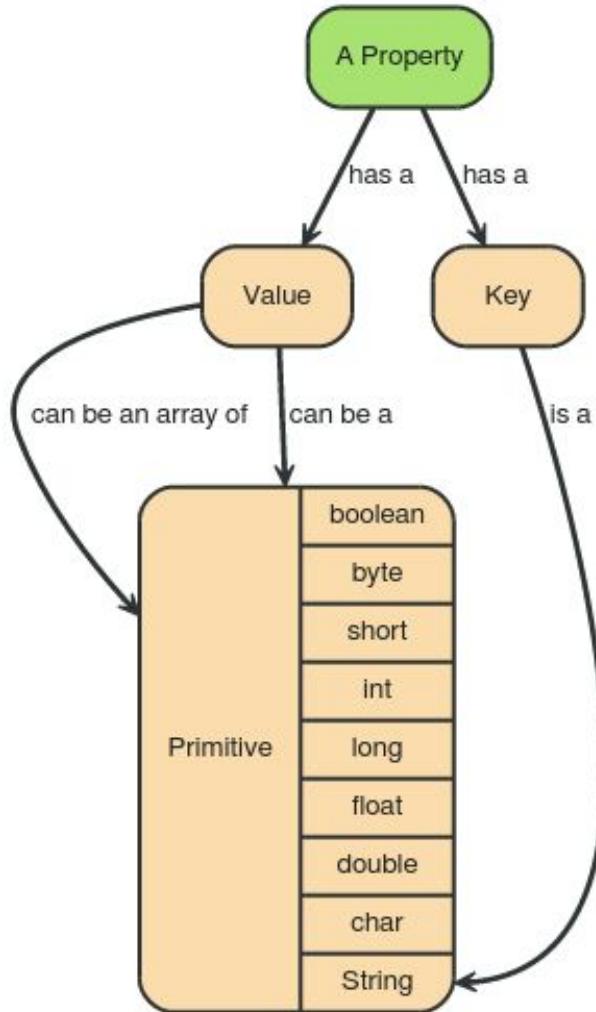 A Property
has a
has a
Value
Key
can be an array of
can be a
is a
Primitive
boolean
byte
short
int
long
float
double
char
String